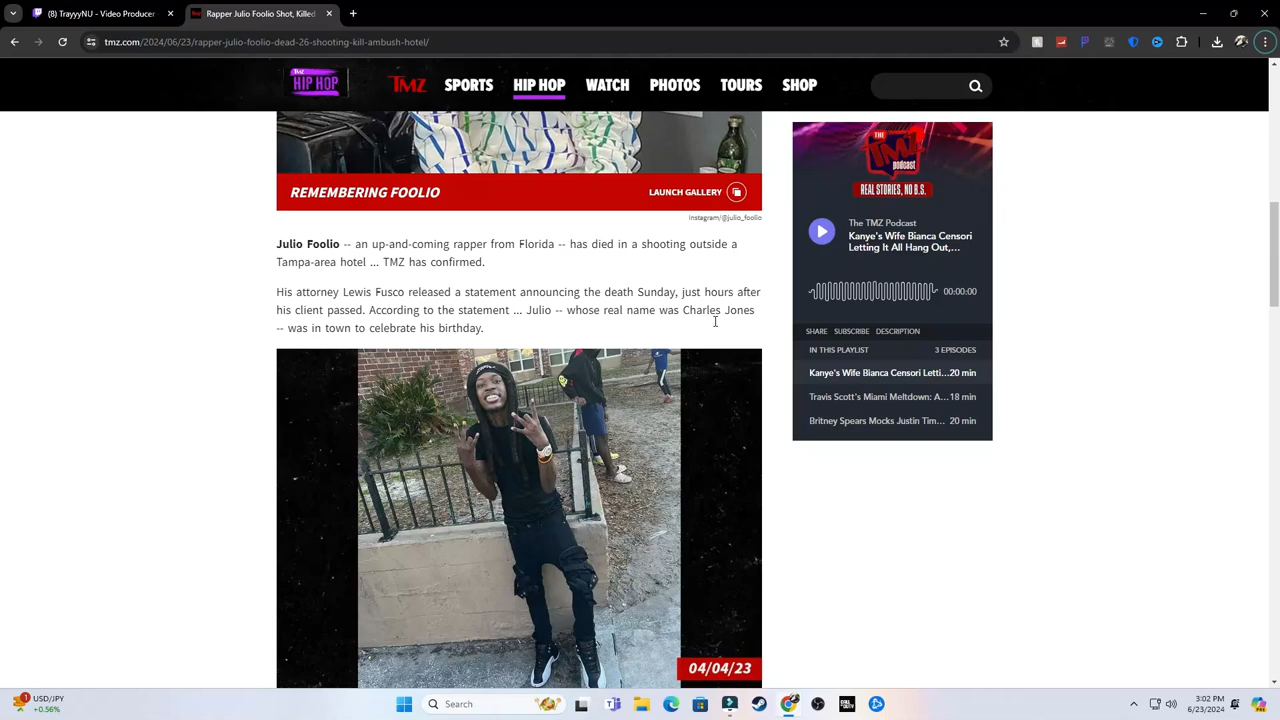 (8) TrayyyNU - Video Producer
Rapper Julio Foolio Shot, Killed
tmz.com/2024/06/23/rapper-julio-foolio-dead-26-shooting-kill-ambush-hotel/
TMZ
HIP HOP
TMZ SPORTS HIP HOP WATCH PHOTOS TOURS SHOP
REMEMBERING FOOLIO
LAUNCH GALLERY
Instagram/@julio_foolio
Julio Foolio -- an up-and-coming rapper from Florida -- has died in a shooting outside a
Tampa-area hotel ... TMZ has confirmed.
His attorney Lewis Fusco released a statement announcing the death Sunday, just hours after
his client passed. According to the statement ... Julio -- whose real name was Charles Jones
-- was in town to celebrate his birthday.
04/04/23
THE
TMZ
podcast
REAL STORIES, NO B.S.
The TMZ Podcast
Kanye's Wife Bianca Censori
Letting It All Hang Out,...
00:00:00
SHARE SUBSCRIBE DESCRIPTION
IN THIS PLAYLIST 3 EPISODES
Kanye's Wife Bianca Censori Letti... 20 min
Travis Scott's Miami Meltdown: A... 18 min
Britney Spears Mocks Justin Tim... 20 min
1
USD/JPY
+0.56%
Search
CALL OF DUTY
3:02 PM
6/23/2024